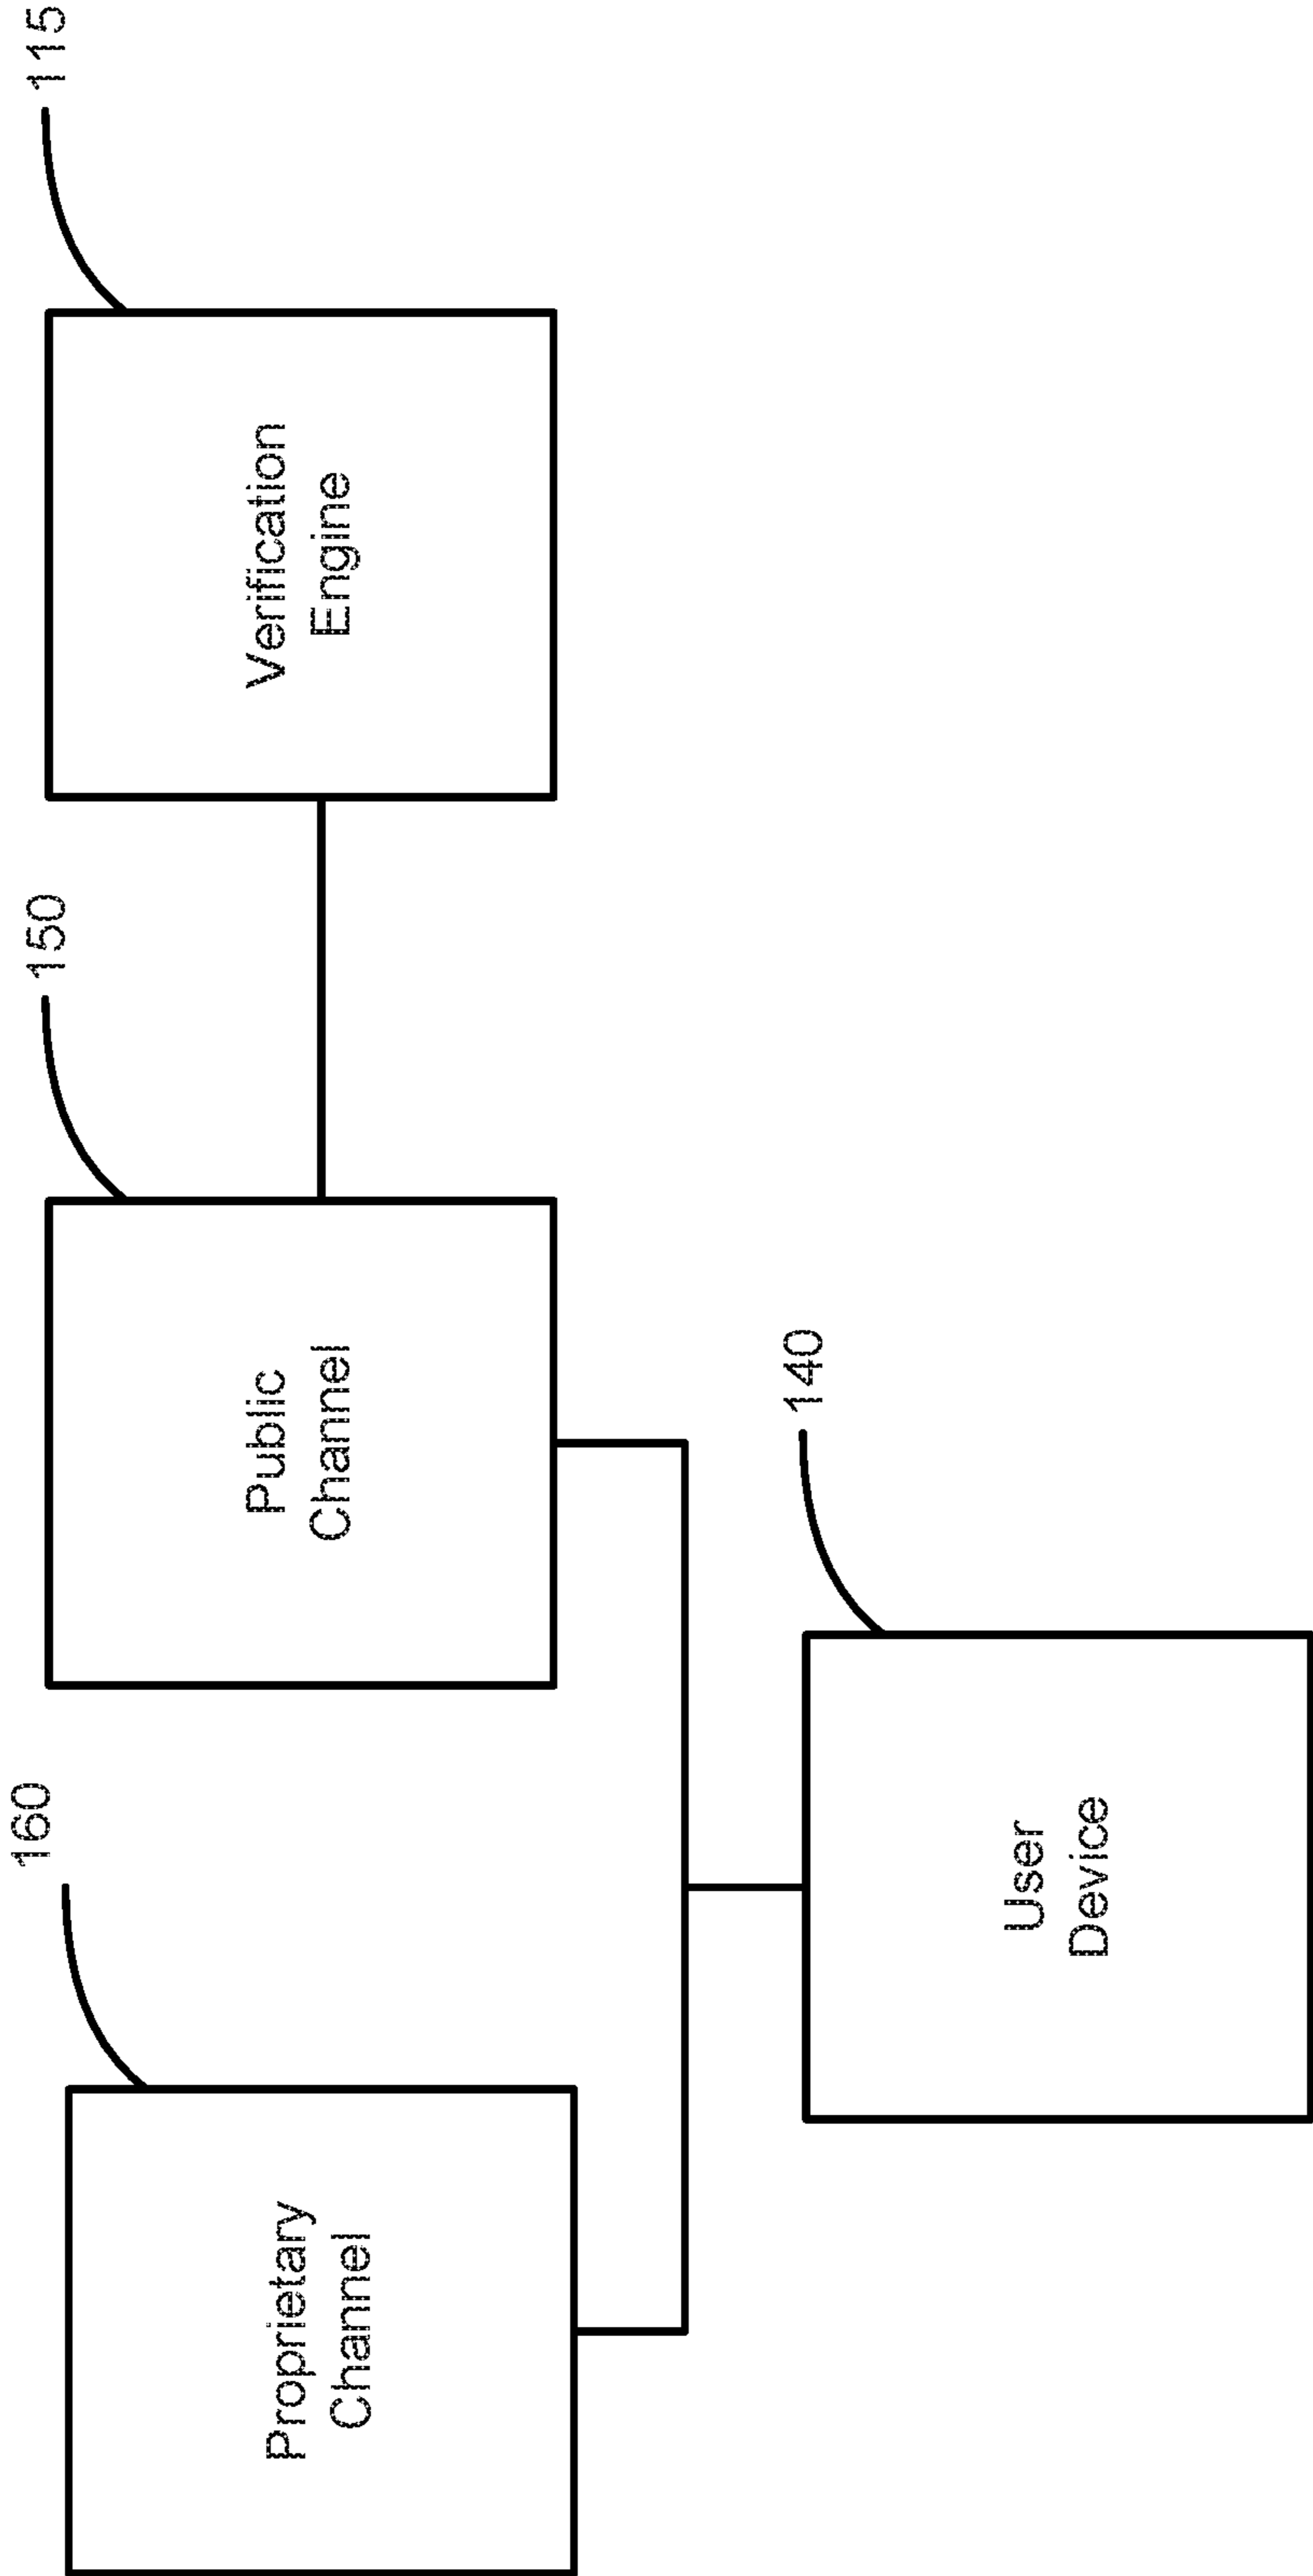 160
Proprietary
Channel
150
Public
Channel
115
Verification
Engine
140
User
Device